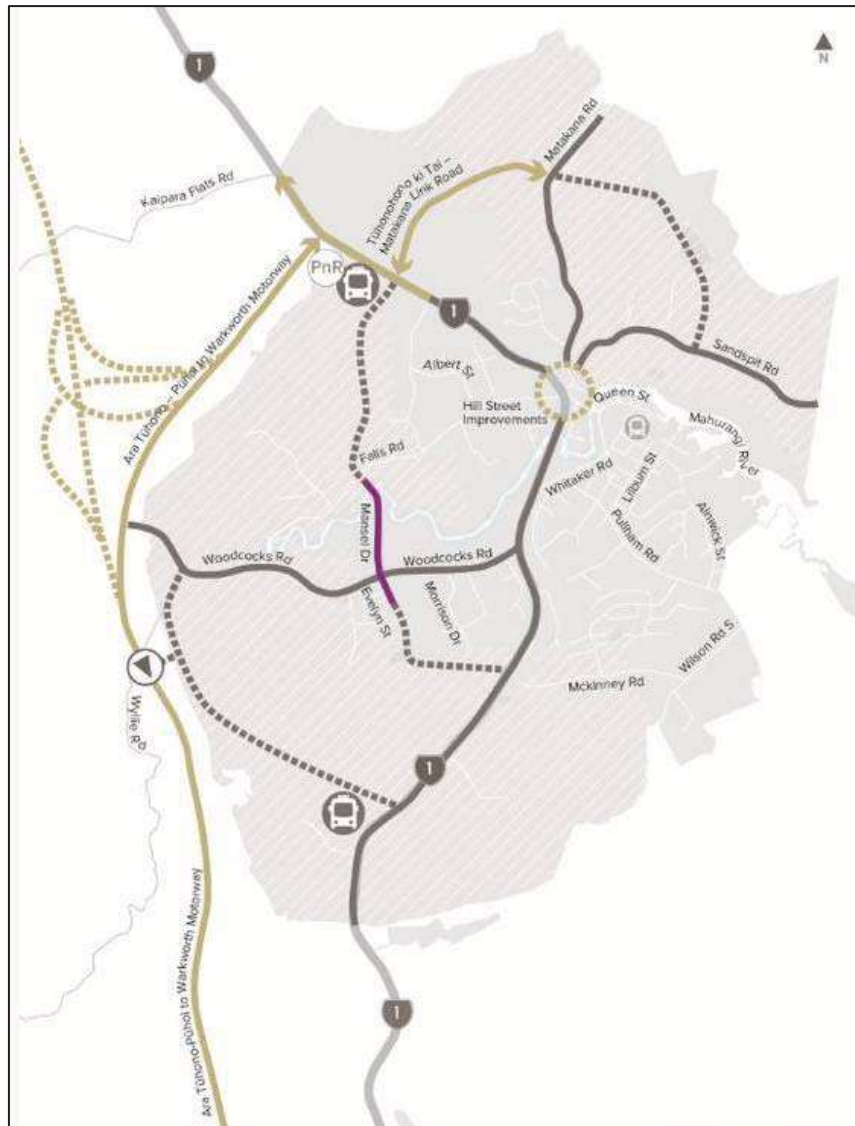 N
1
Kaipara Flats Rd
Matakana Rd
Tūhonohono ki Tai –
Matakana Link Road
PnR
Ara Tūhono – Pūhoi to Warkworth Motorway
1
Albert St
Sandspit Rd
Hill Street
Improvements
Queen St
Mahurangi River
Falls Rd
Whitaker Rd
Lilburn St
Mansel Dr
Pulham Rd
Alnwick St
Woodcocks Rd
Woodcocks Rd
Evelyn St
Morrison Dr
Wilson Rd S
Mckinney Rd
Wyllie Rd
1
Ara Tūhono-Pūhoi to Warkworth Motorway
1